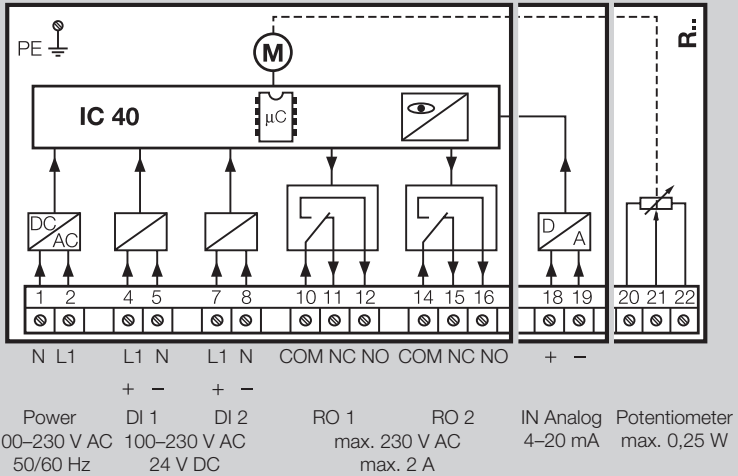 R..
PE
M
IC 40
µC
DC
AC
D
A
1 2 4 5 7 8 10 11 12 14 15 16 18 19 20 21 22
N L1 L1 N L1 N COM NC NO COM NC NO + −
+ − + −
Power DI 1 DI 2 RO 1 RO 2 IN Analog Potentiometer
00–230 V AC 100–230 V AC max. 230 V AC 4–20 mA max. 0,25 W
50/60 Hz 24 V DC max. 2 A